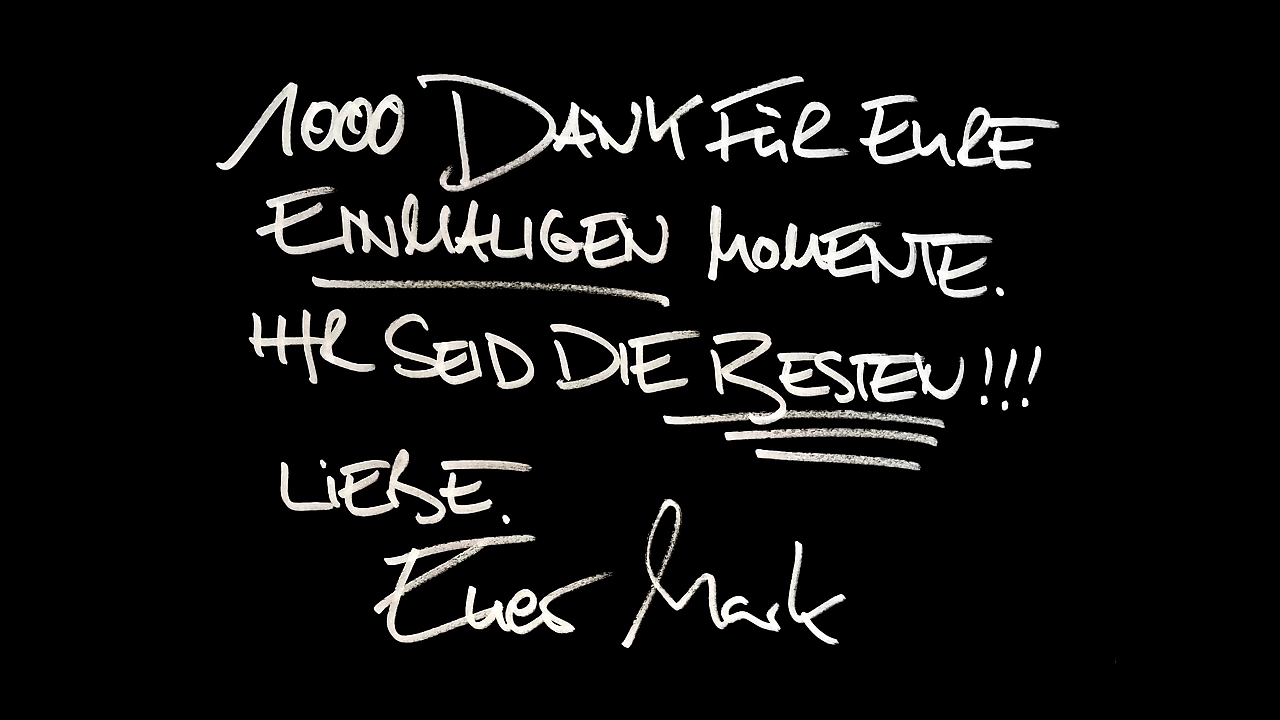 1000 DANK FÜR EURE
EINMALIGEN MOMENTE.
IHR SEID DIE BESTEN!!!
LIEBE.
Euer Mark